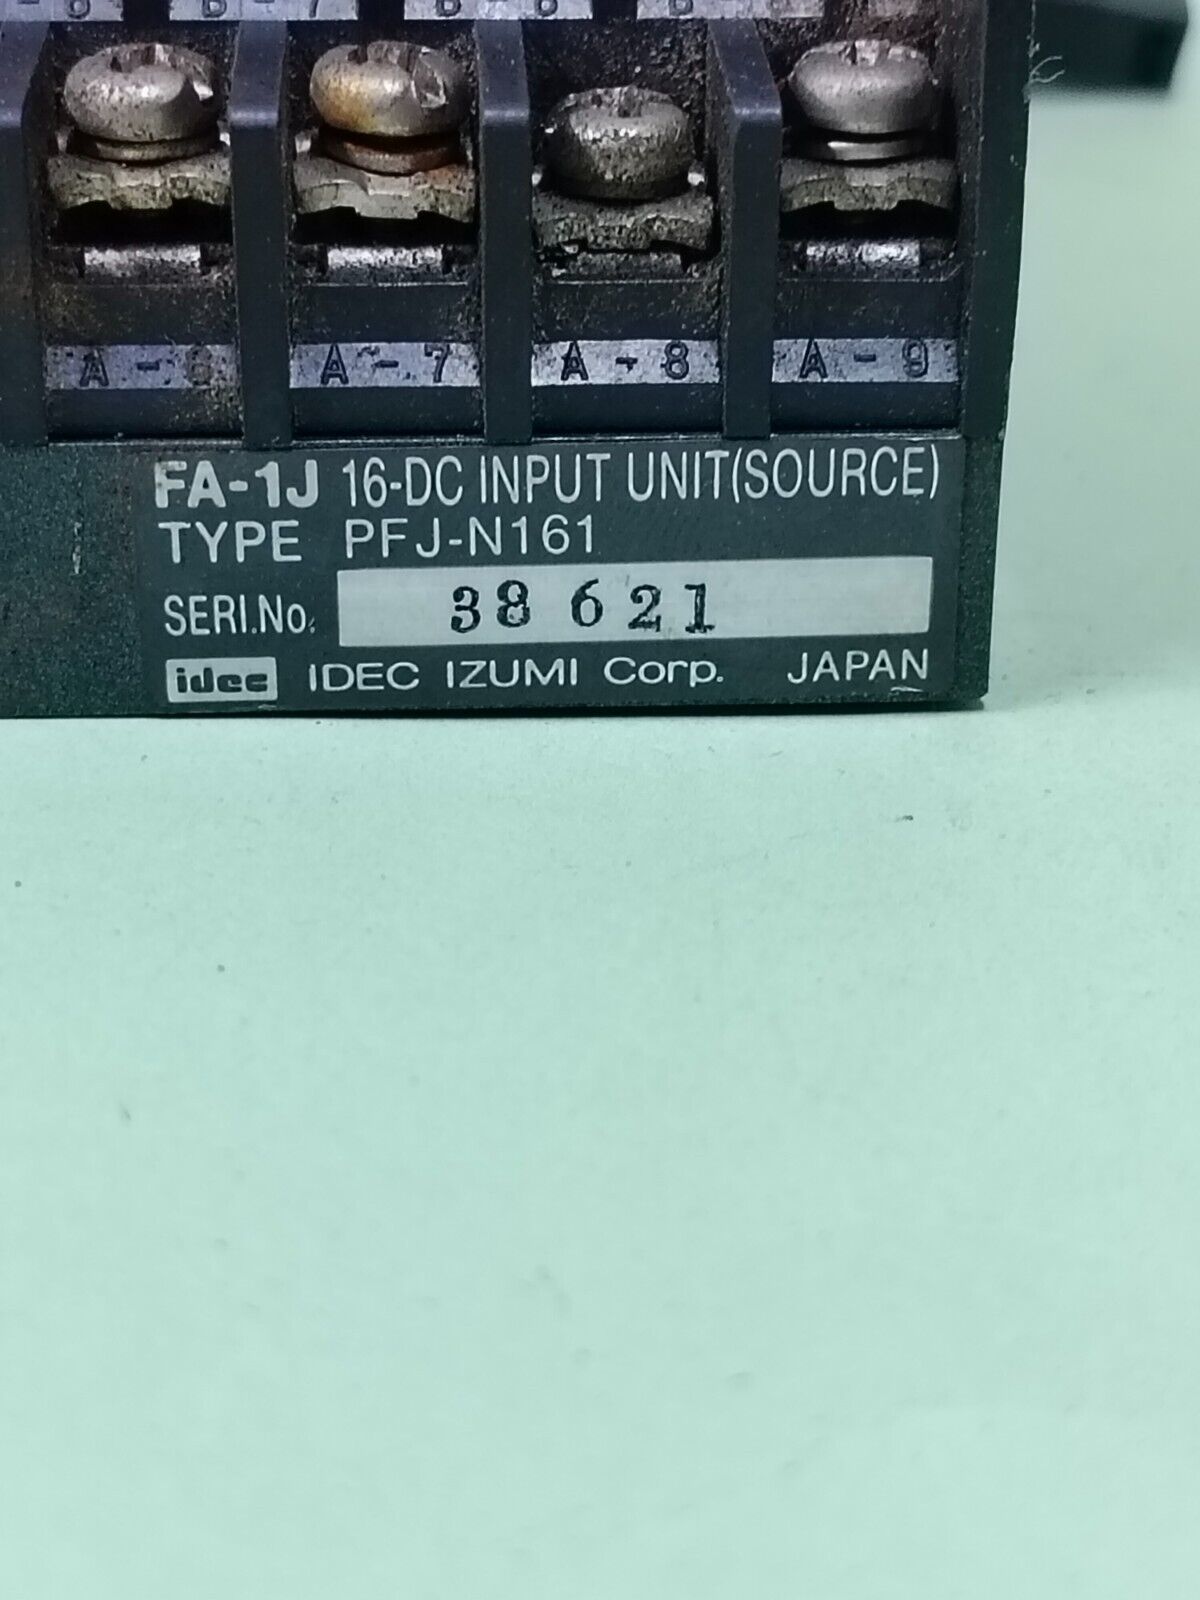 A-7 A-8 A-9
FA-1J 16-DC INPUT UNIT(SOURCE)
TYPE PFJ-N161
SERI.No. 38 621
idec IDEC IZUMI Corp. JAPAN